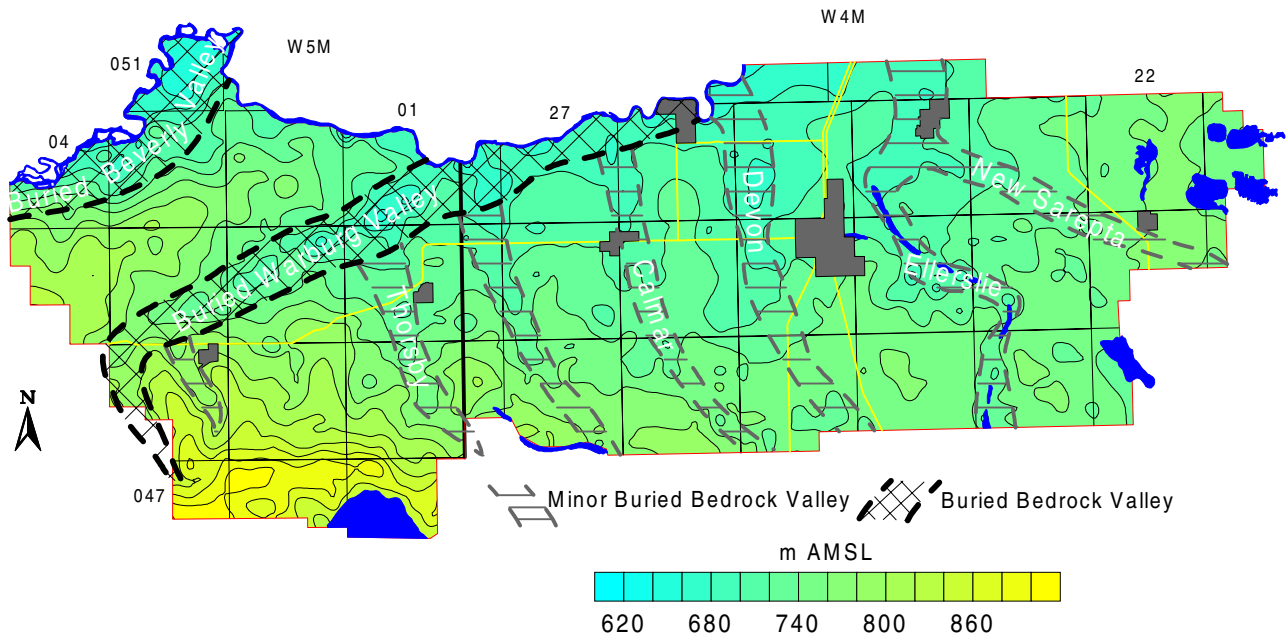 W4M
W5M
051
22
01
27
04
Buried Beverly Valley
New Sarepta
Devon
Buried Warburg Valley
Ellerslie
Calmar
Thorsby
N
047
Minor Buried Bedrock Valley
Buried Bedrock Valley
m AMSL
620 680 740 800 860